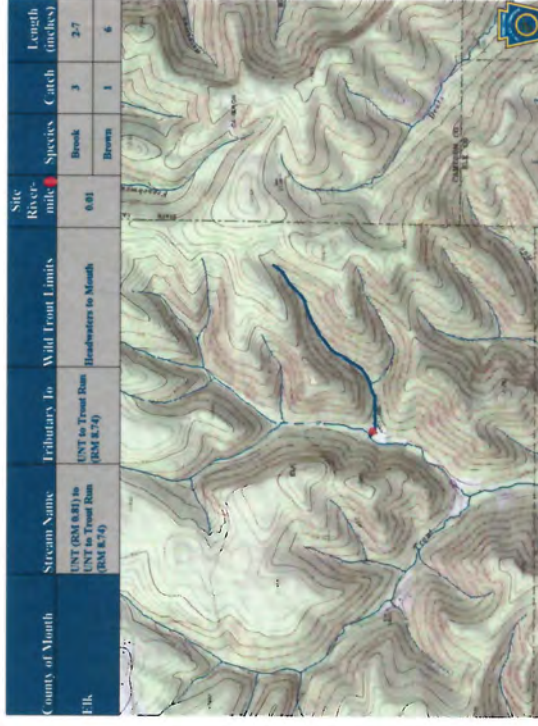 County of Mouth
Stream Name
Tributary To
Wild Trout Limits
Site
River-
mile
Species
Catch
Length
(inches)
Elk
UNT (RM 0.81) to
UNT to Trout Run
(RM 8.74)
UNT to Trout Run
(RM 8.74)
Headwaters to Mouth
0.01
Brook
3
2-7
Brown
1
6
Trout